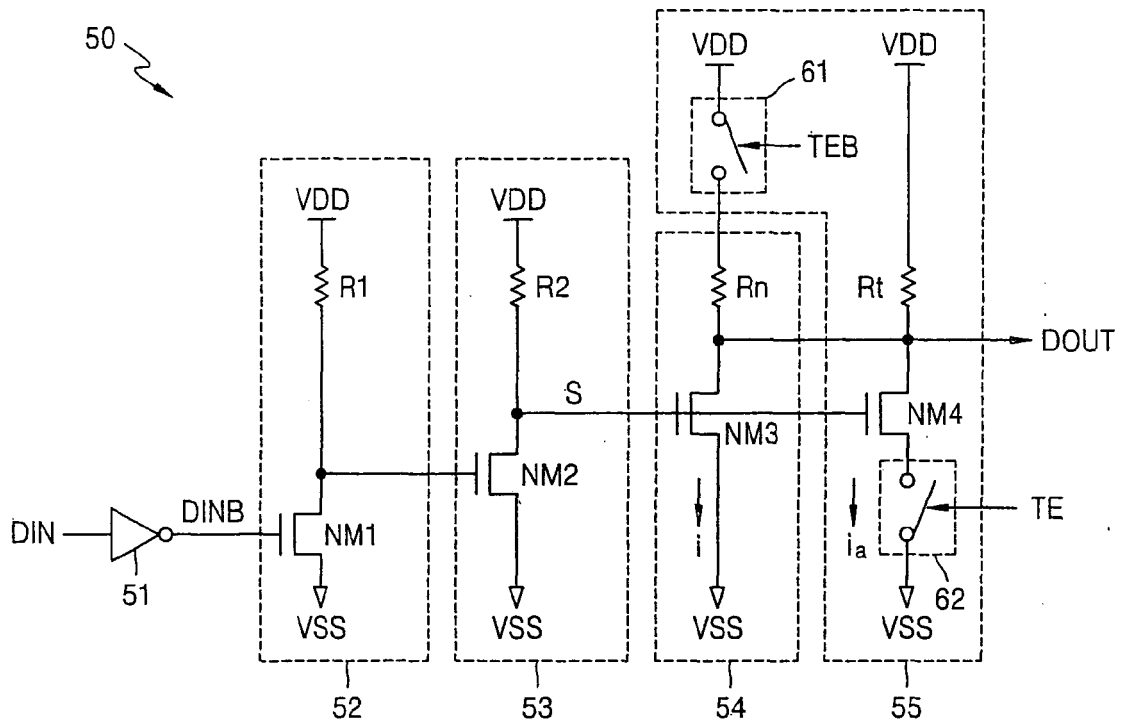 50
VDD
VDD
61
TEB
VDD
VDD
R1
R2
Rn
Rt
DOUT
S
NM4
NM3
NM2
DINB
DIN
NM1
i
ia
TE
51
62
VSS
VSS
VSS
VSS
52
53
54
55